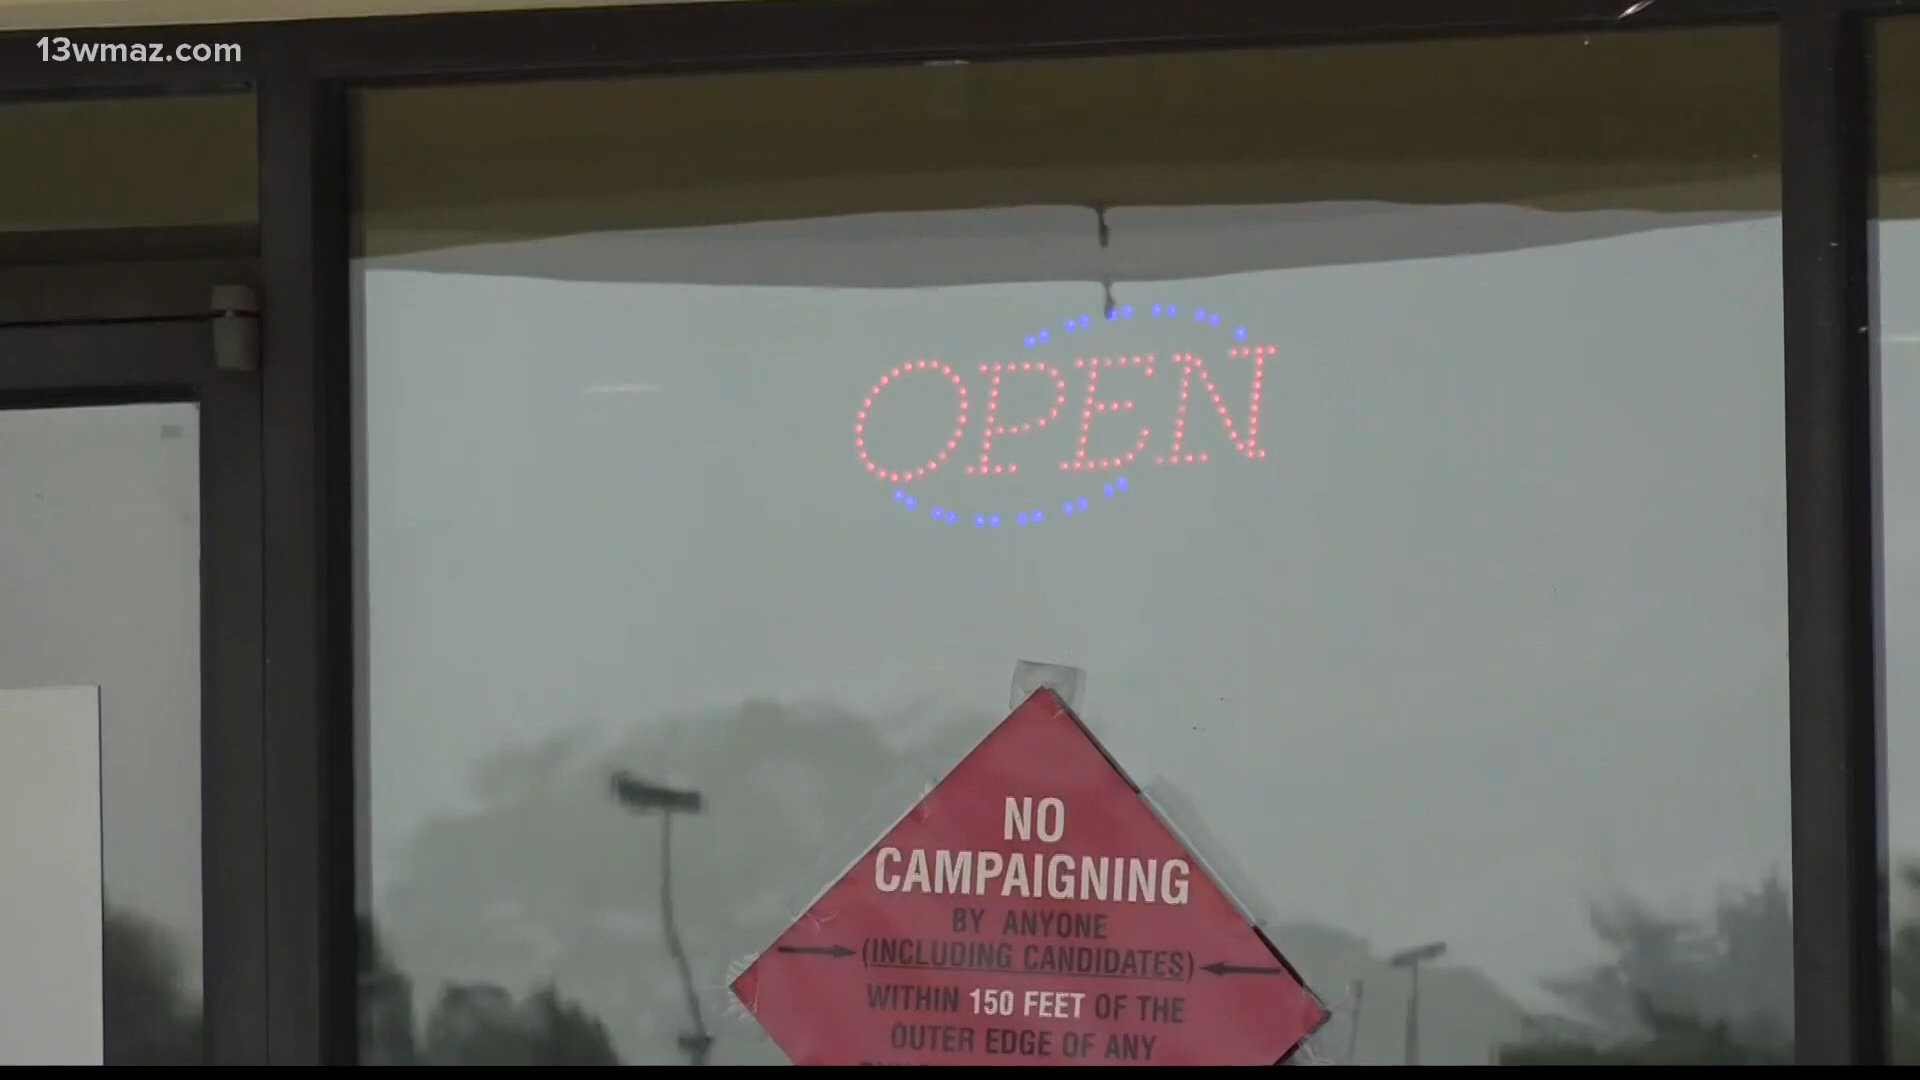 13wmaz.com
OPEN
NO
CAMPAIGNING
BY ANYONE
(INCLUDING CANDIDATES)
WITHIN 150 FEET OF THE
OUTER EDGE OF ANY